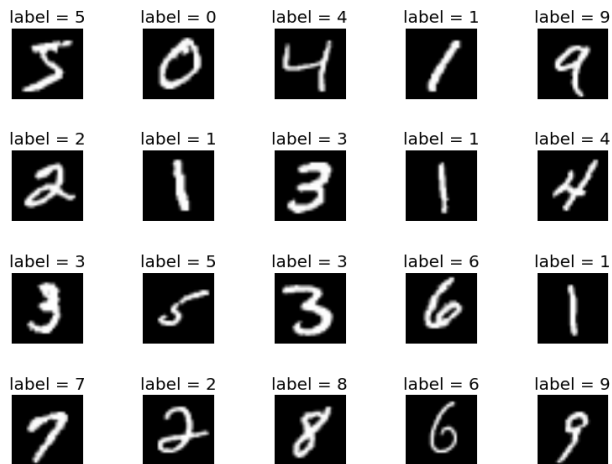 label = 5 label = 0 label = 4 label = 1 label = 9
5 0 4 1 9
label = 2 label = 1 label = 3 label = 1 label = 4
2 1 3 1 4
label = 3 label = 5 label = 3 label = 6 label = 1
3 5 3 6 1
label = 7 label = 2 label = 8 label = 6 label = 9
7 2 8 6 9